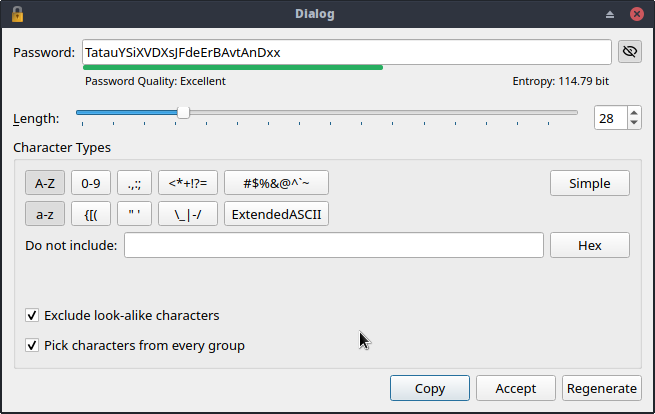 Dialog
Password: TatauYSiXVDXsJFdeErBAvtAnDxx
Password Quality: Excellent Entropy: 114.79 bit
Length: 28
Character Types
A-Z 0-9 .,:; <*+!?= #$%&@^`~ Simple
a-z {[( " ' \_|-/ ExtendedASCII
Do not include: Hex
Exclude look-alike characters
Pick characters from every group
Copy Accept Regenerate